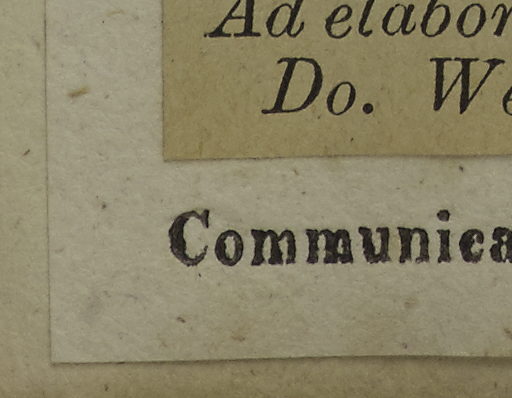 Ad elabor
Do. We
Communica